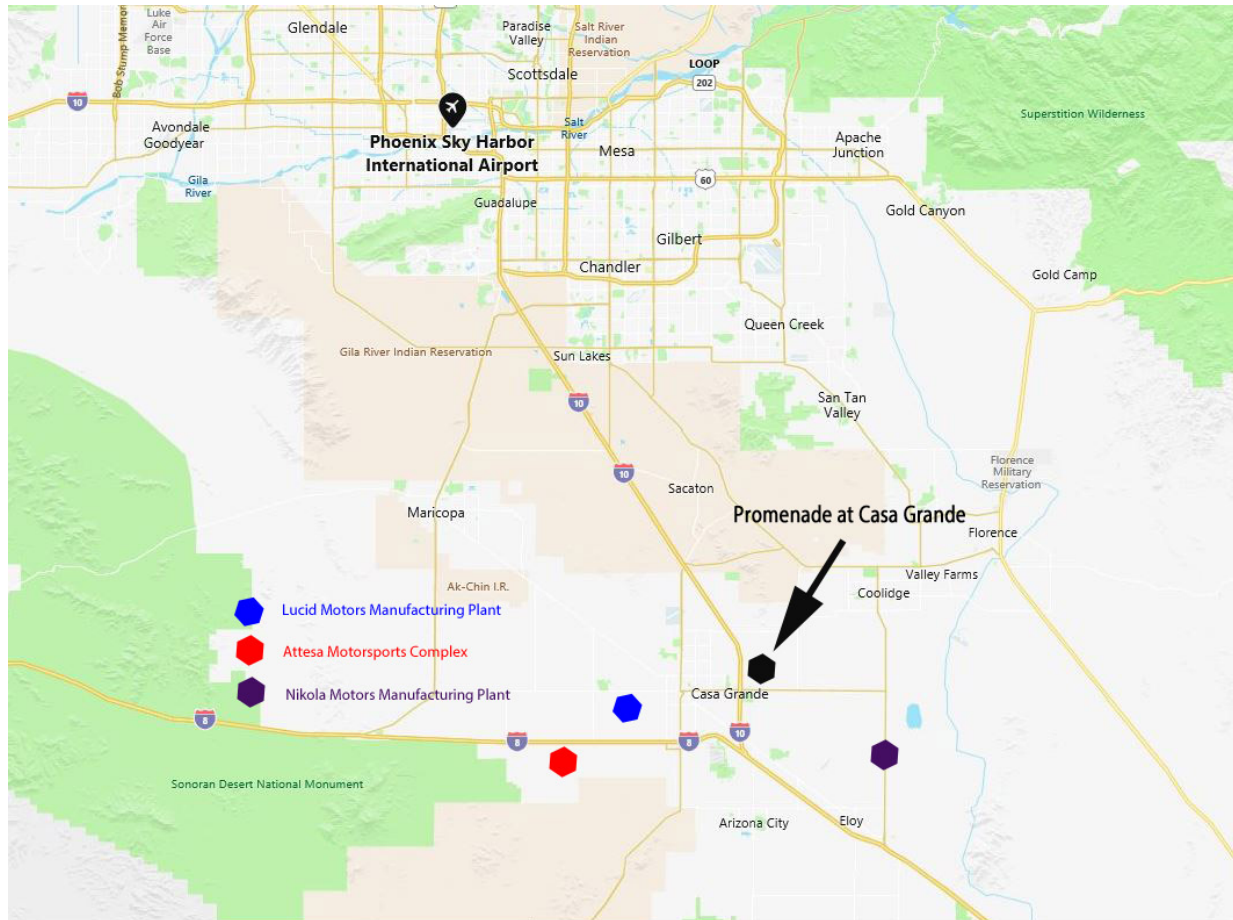 Luke
Air
Force
Base
Bob Stump Memor
Glendale
Paradise
Valley
Salt River
Indian
Reservation
Scottsdale
LOOP
202
10
Superstition Wilderness
Avondale
Goodyear
Phoenix Sky Harbor
International Airport
Salt
River
Mesa
Apache
Junction
Gila
River
60
Guadalupe
Gold Canyon
Gilbert
Chandler
Gold Camp
Queen Creek
Gila River Indian Reservation
Sun Lakes
10
San Tan
Valley
10
Florence
Military
Reservation
Sacaton
Maricopa
Promenade at Casa Grande
Florence
Valley Farms
Ak-Chin I.R.
Coolidge
Lucid Motors Manufacturing Plant
Attesa Motorsports Complex
Nikola Motors Manufacturing Plant
Casa Grande
8
8
8
10
Sonoran Desert National Monument
Arizona City
Eloy